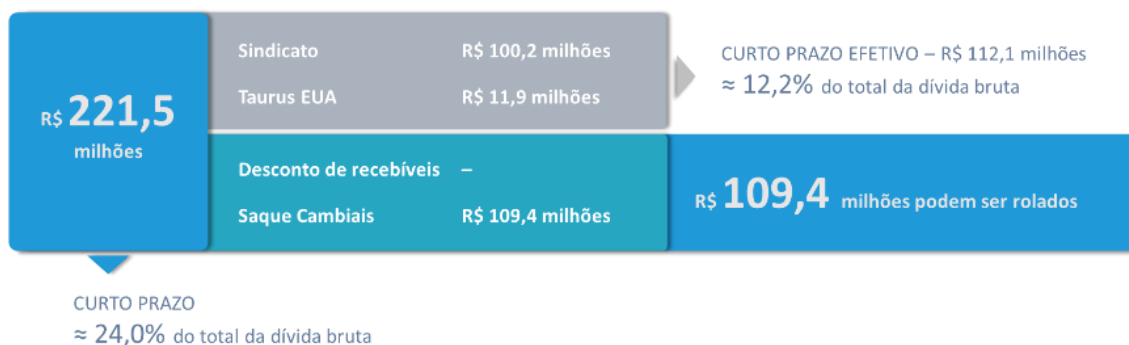 R$ 221,5
milhões
Sindicato R$ 100,2 milhões
Taurus EUA R$ 11,9 milhões
CURTO PRAZO EFETIVO – R$ 112,1 milhões
≈ 12,2% do total da dívida bruta
Desconto de recebíveis –
Saque Cambiais R$ 109,4 milhões
R$ 109,4 milhões podem ser rolados
CURTO PRAZO
≈ 24,0% do total da dívida bruta